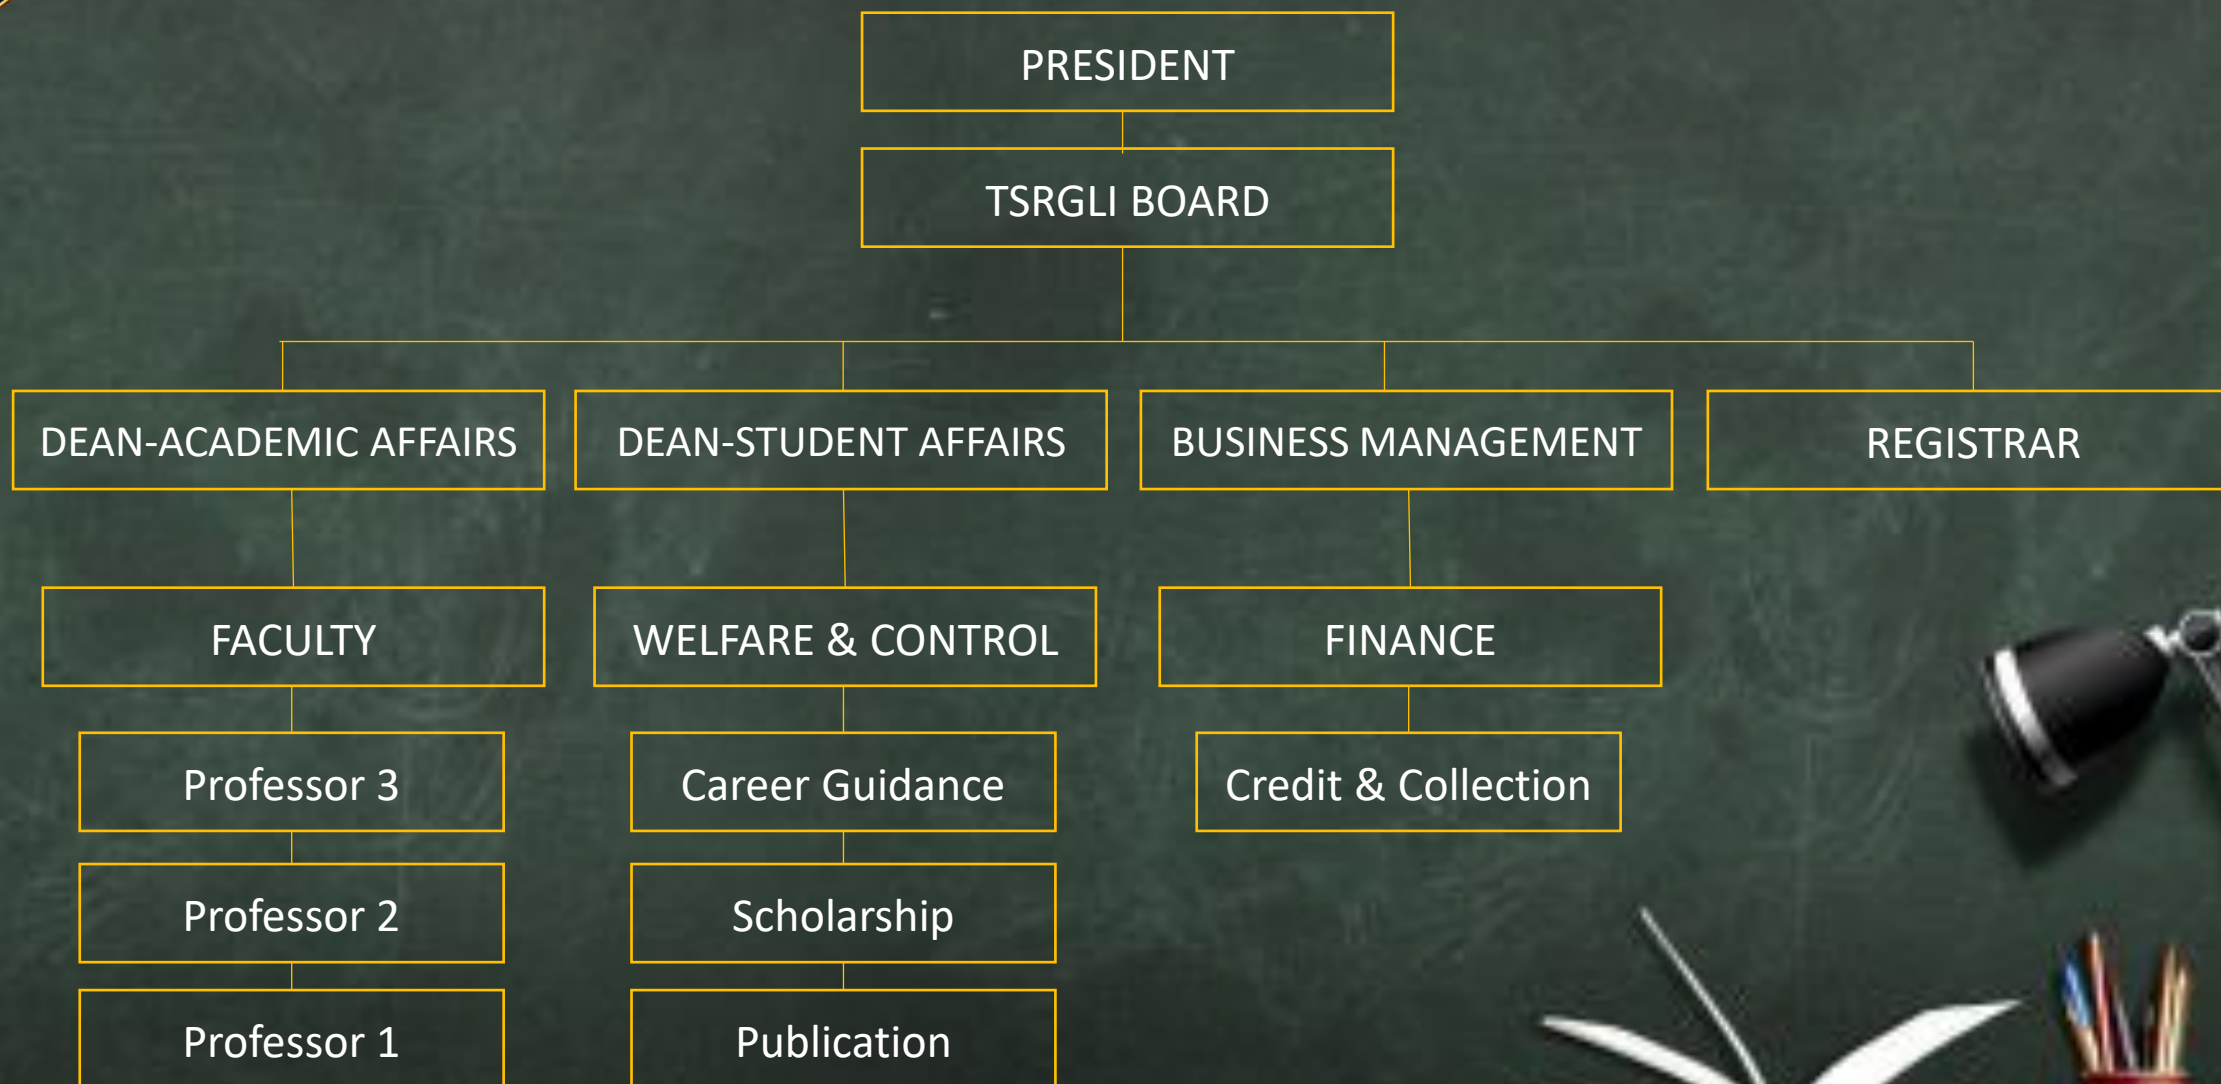 PRESIDENT
TSRGLI BOARD
DEAN-ACADEMIC AFFAIRS
DEAN-STUDENT AFFAIRS
BUSINESS MANAGEMENT
REGISTRAR
FACULTY
WELFARE & CONTROL
FINANCE
Professor 3
Career Guidance
Credit & Collection
Professor 2
Scholarship
Professor 1
Publication